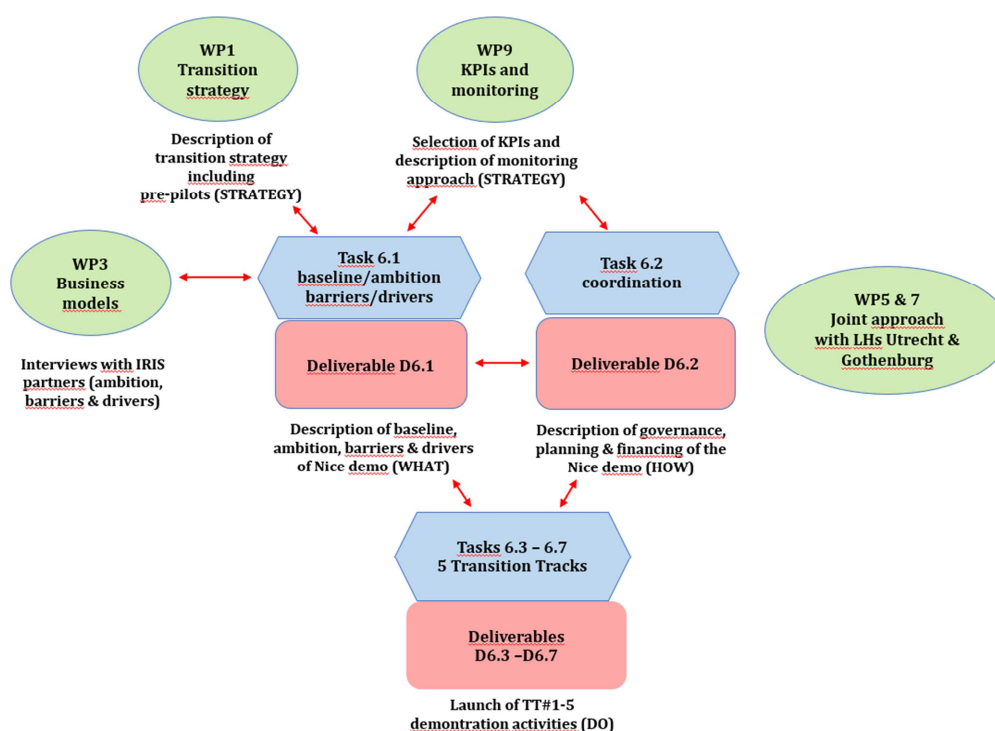 WP1
Transition
strategy
WP9
KPIs and
monitoring
Description of
transition strategy
including
pre-pilots (STRATEGY)
Selection of KPIs and
description of monitoring
approach (STRATEGY)
WP3
Business
models
Task 6.1
baseline/ambition
barriers/drivers
Task 6.2
coordination
WP5 & 7
Joint approach
with LHs Utrecht &
Gothenburg
Interviews with IRIS
partners (ambition,
barriers & drivers)
Deliverable D6.1
Deliverable D6.2
Description of baseline,
ambition, barriers & drivers
of Nice demo (WHAT)
Description of governance,
planning & financing of the
Nice demo (HOW)
Tasks 6.3 – 6.7
5 Transition Tracks
Deliverables
D6.3 –D6.7
Launch of TT#1-5
demontration activities (DO)